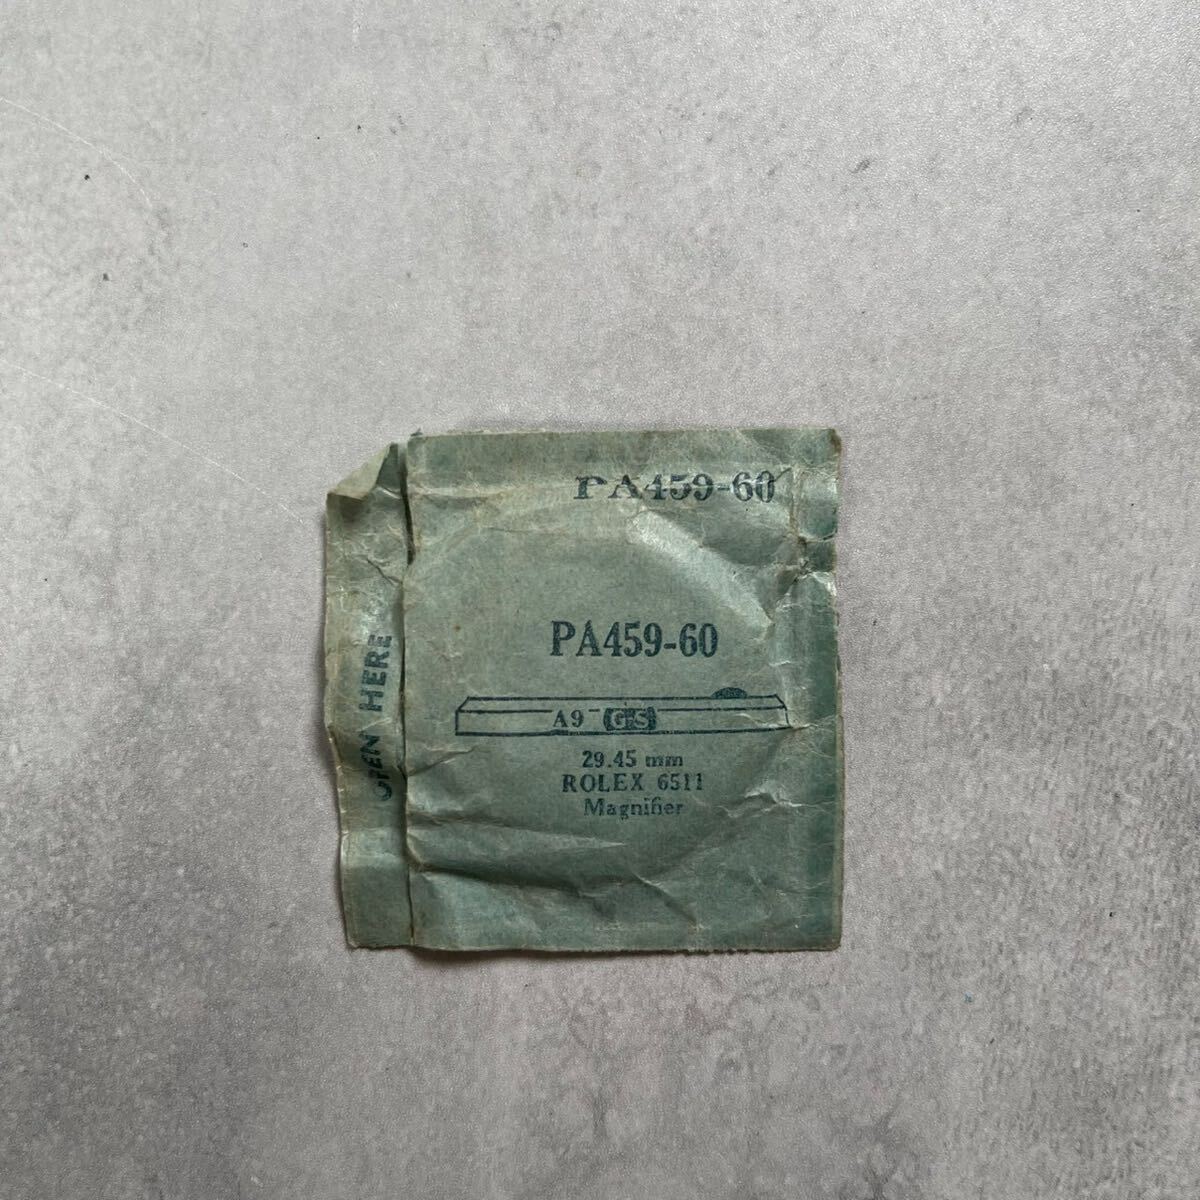 PA459-60
PA459-60
A9 GS
29.45 mm
ROLEX 6511
Magnifier
OPEN HERE